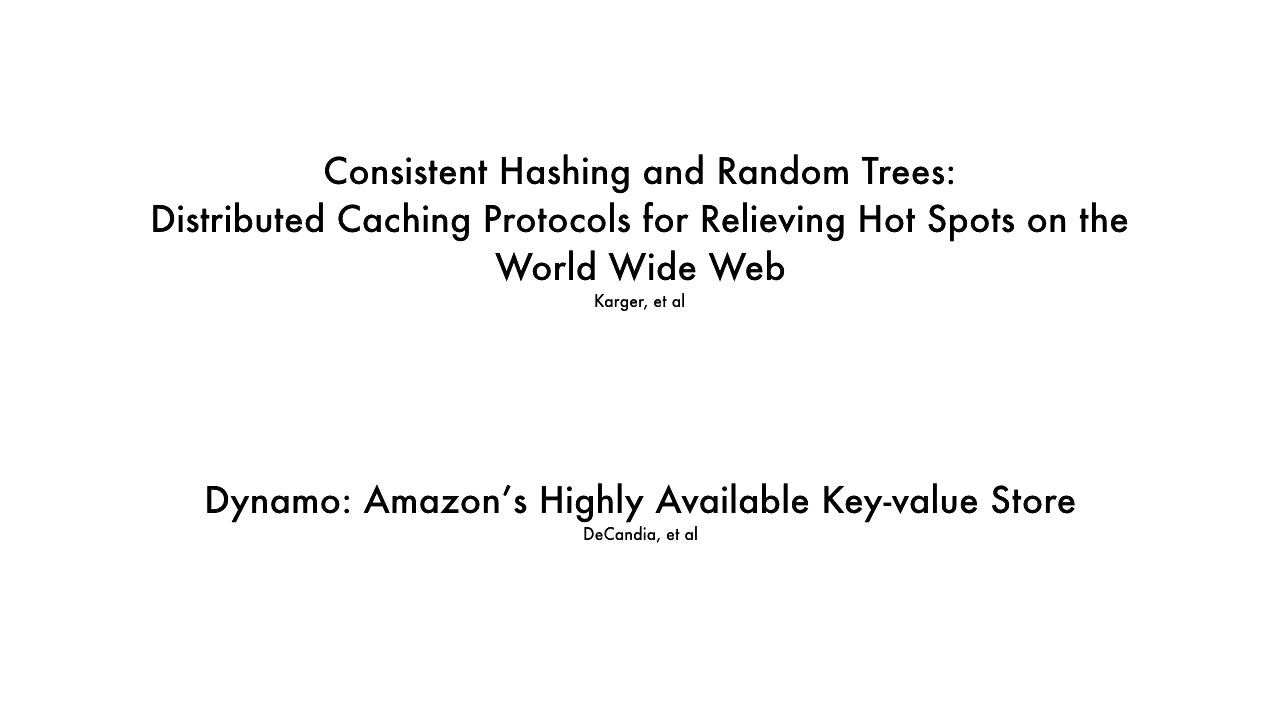 Consistent Hashing and Random Trees:
Distributed Caching Protocols for Relieving Hot Spots on the
World Wide Web
Karger, et al
Dynamo: Amazon’s Highly Available Key-value Store
DeCandia, et al